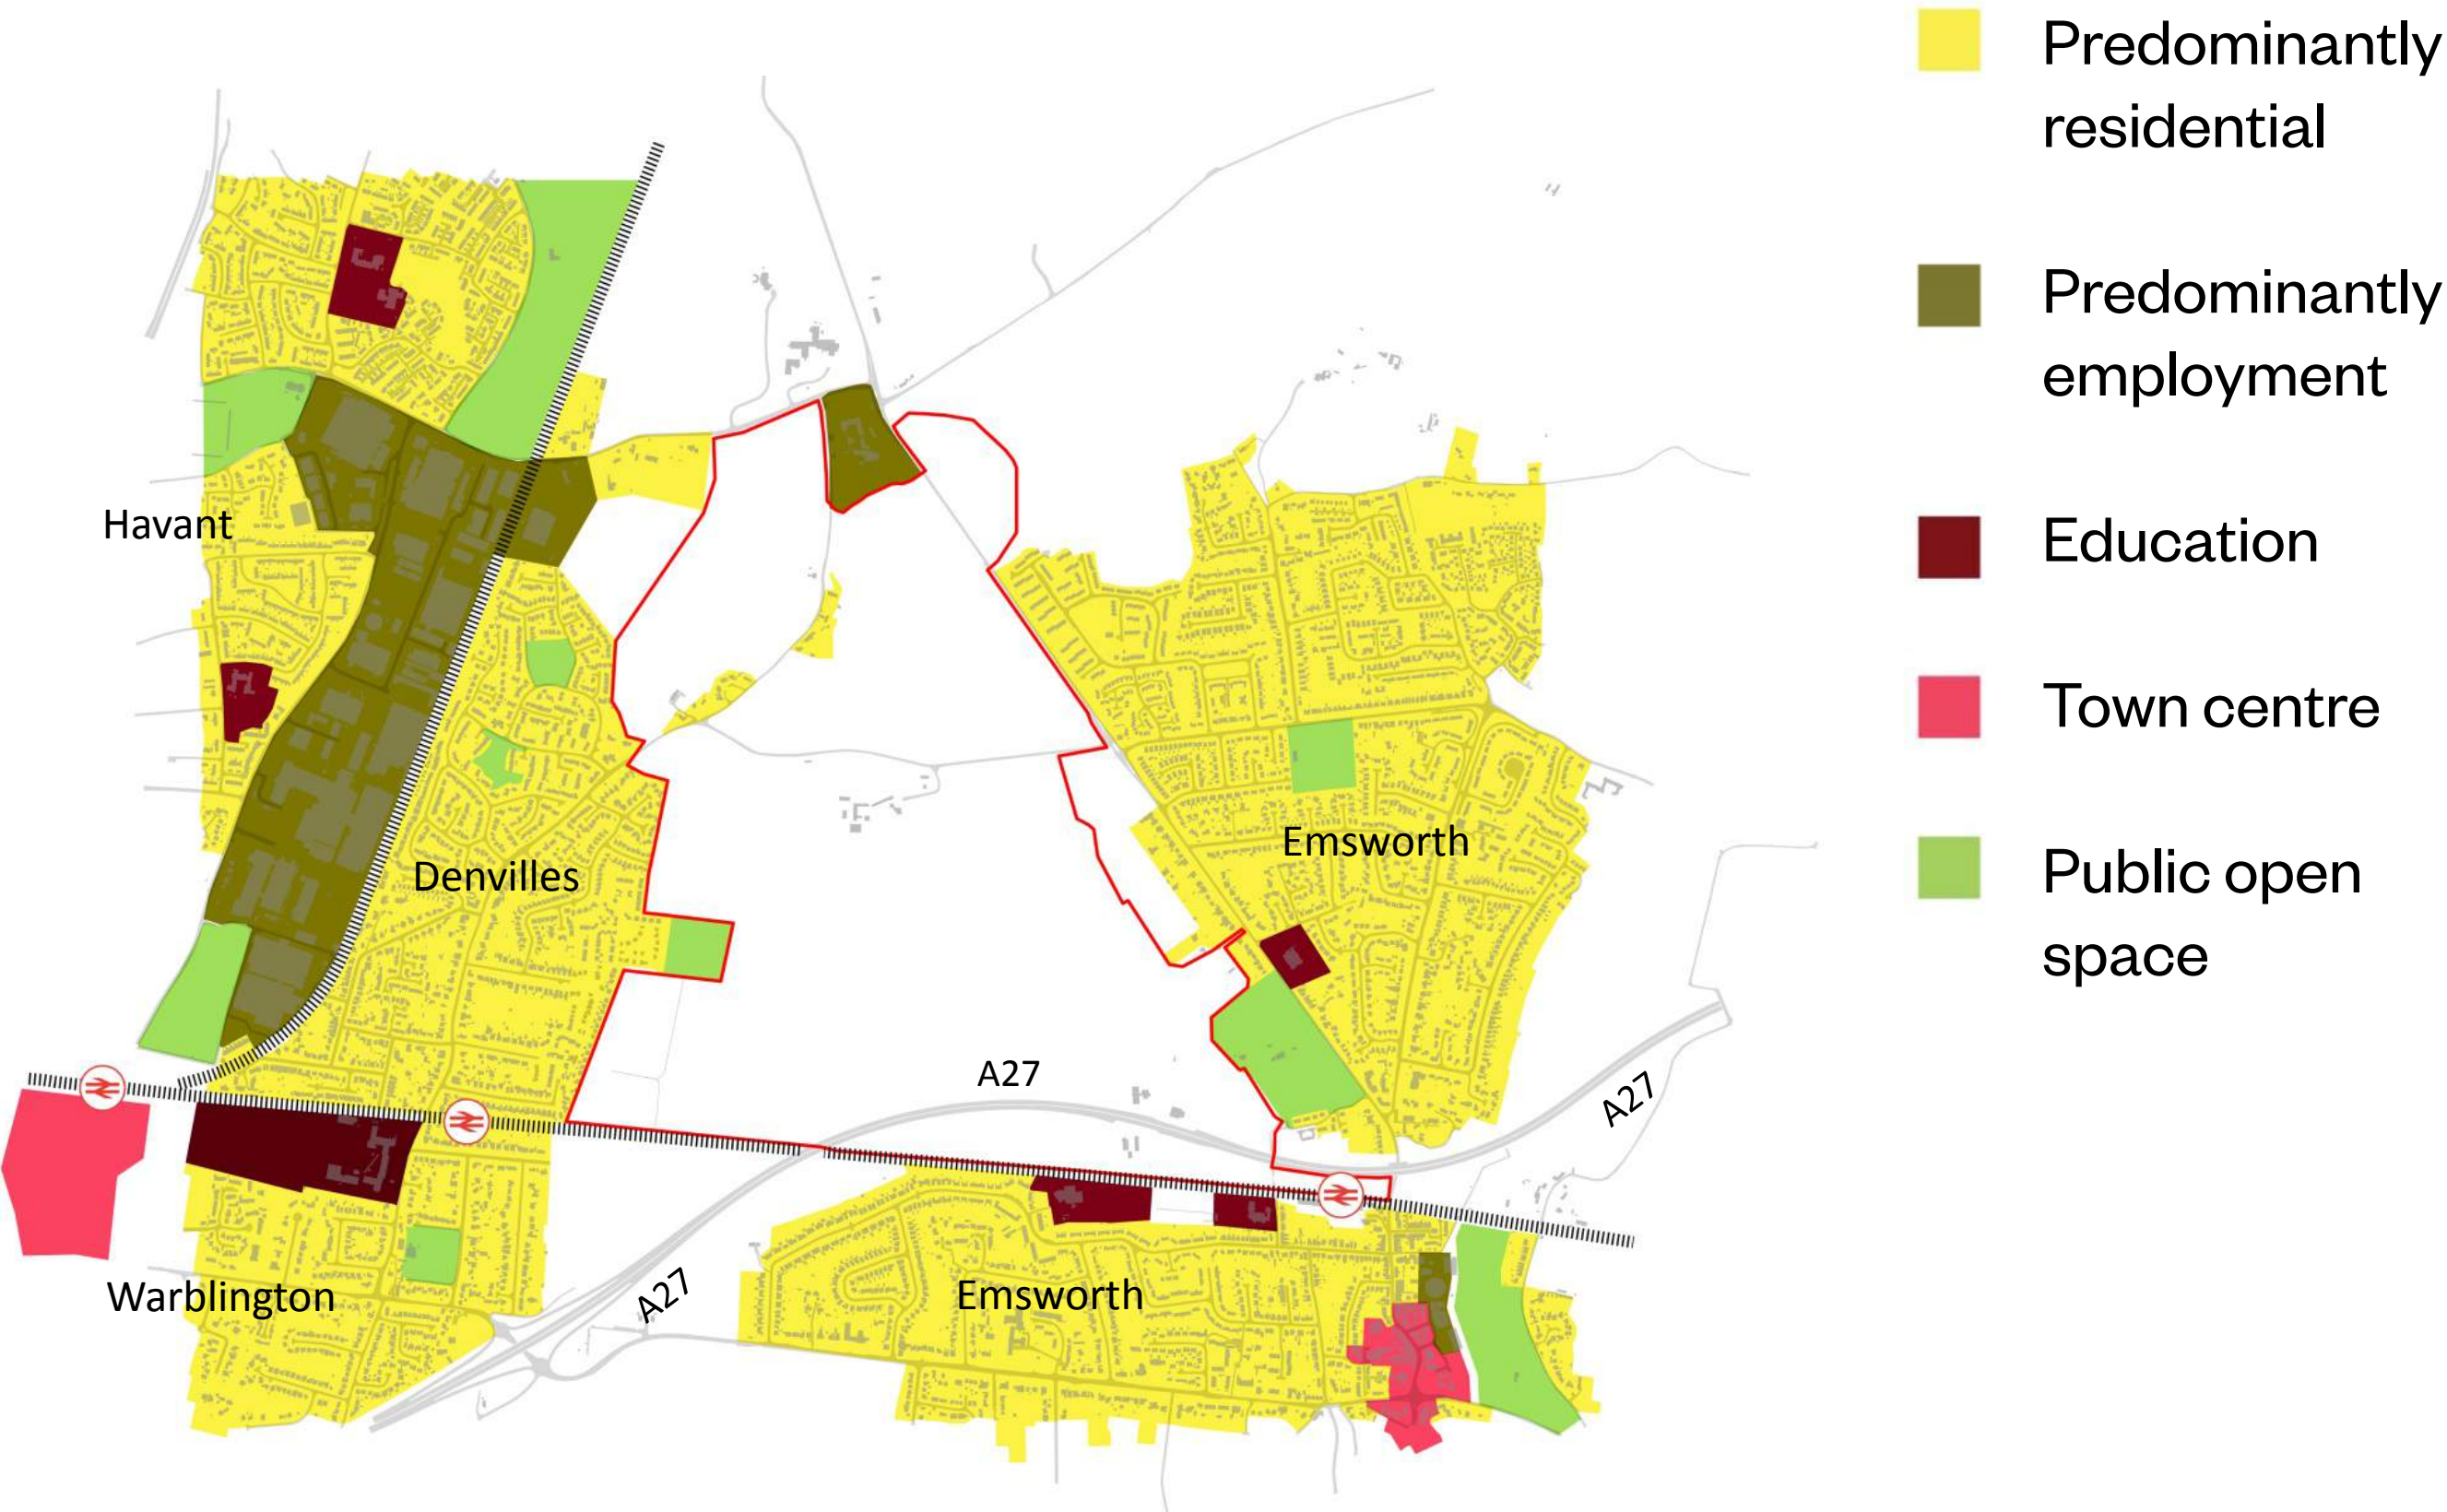 Predominantly
residential
Predominantly
employment
Education
Town centre
Public open
space
Havant
Denvilles
Emsworth
A27
A27
Warblington
A27
Emsworth